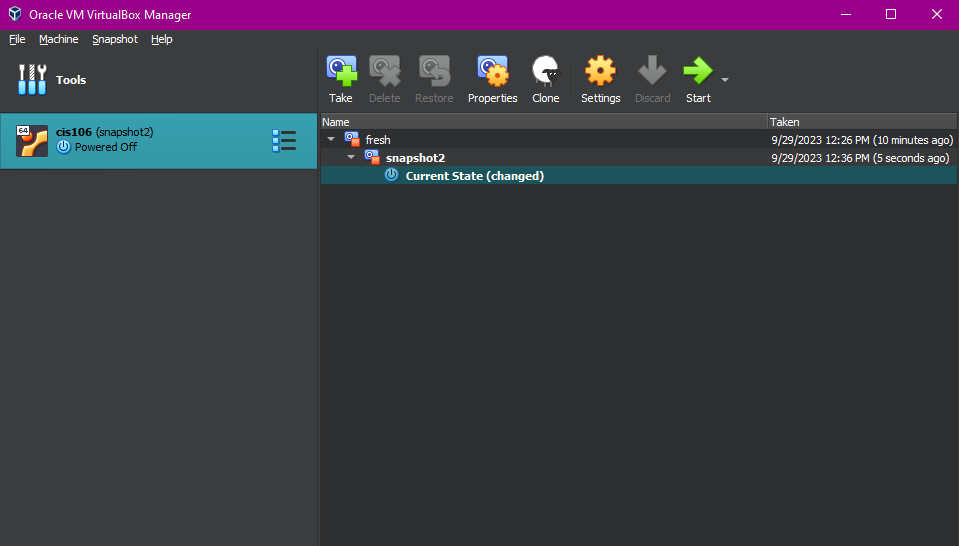 Oracle VM VirtualBox Manager
File Machine Snapshot Help
Tools
Take Delete Restore Properties Clone Settings Discard Start
64
cis106 (snapshot2)
Powered Off
Name Taken
fresh 9/29/2023 12:26 PM (10 minutes ago)
snapshot2 9/29/2023 12:36 PM (5 seconds ago)
Current State (changed)